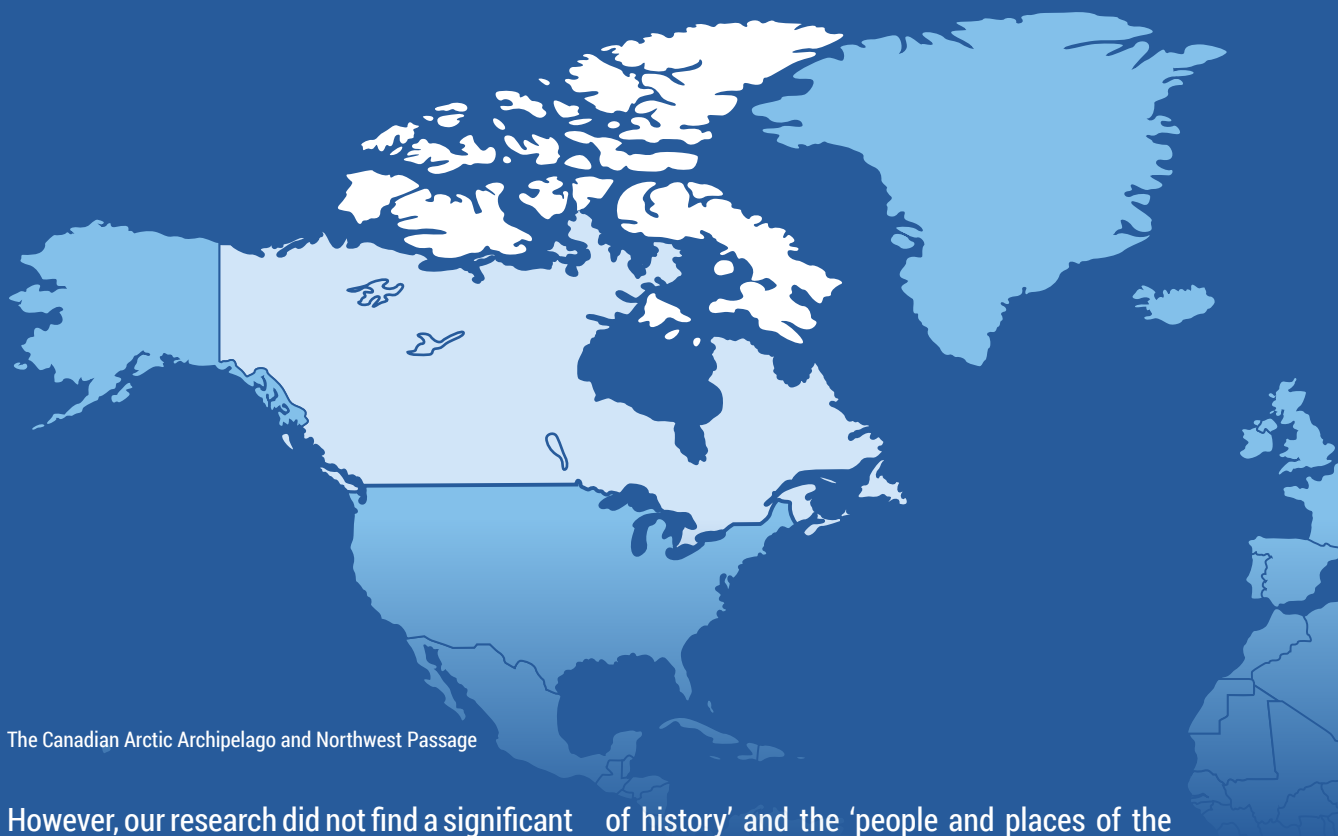 The Canadian Arctic Archipelago and Northwest Passage
However, our research did not find a significant
of history' and the 'people and places of the